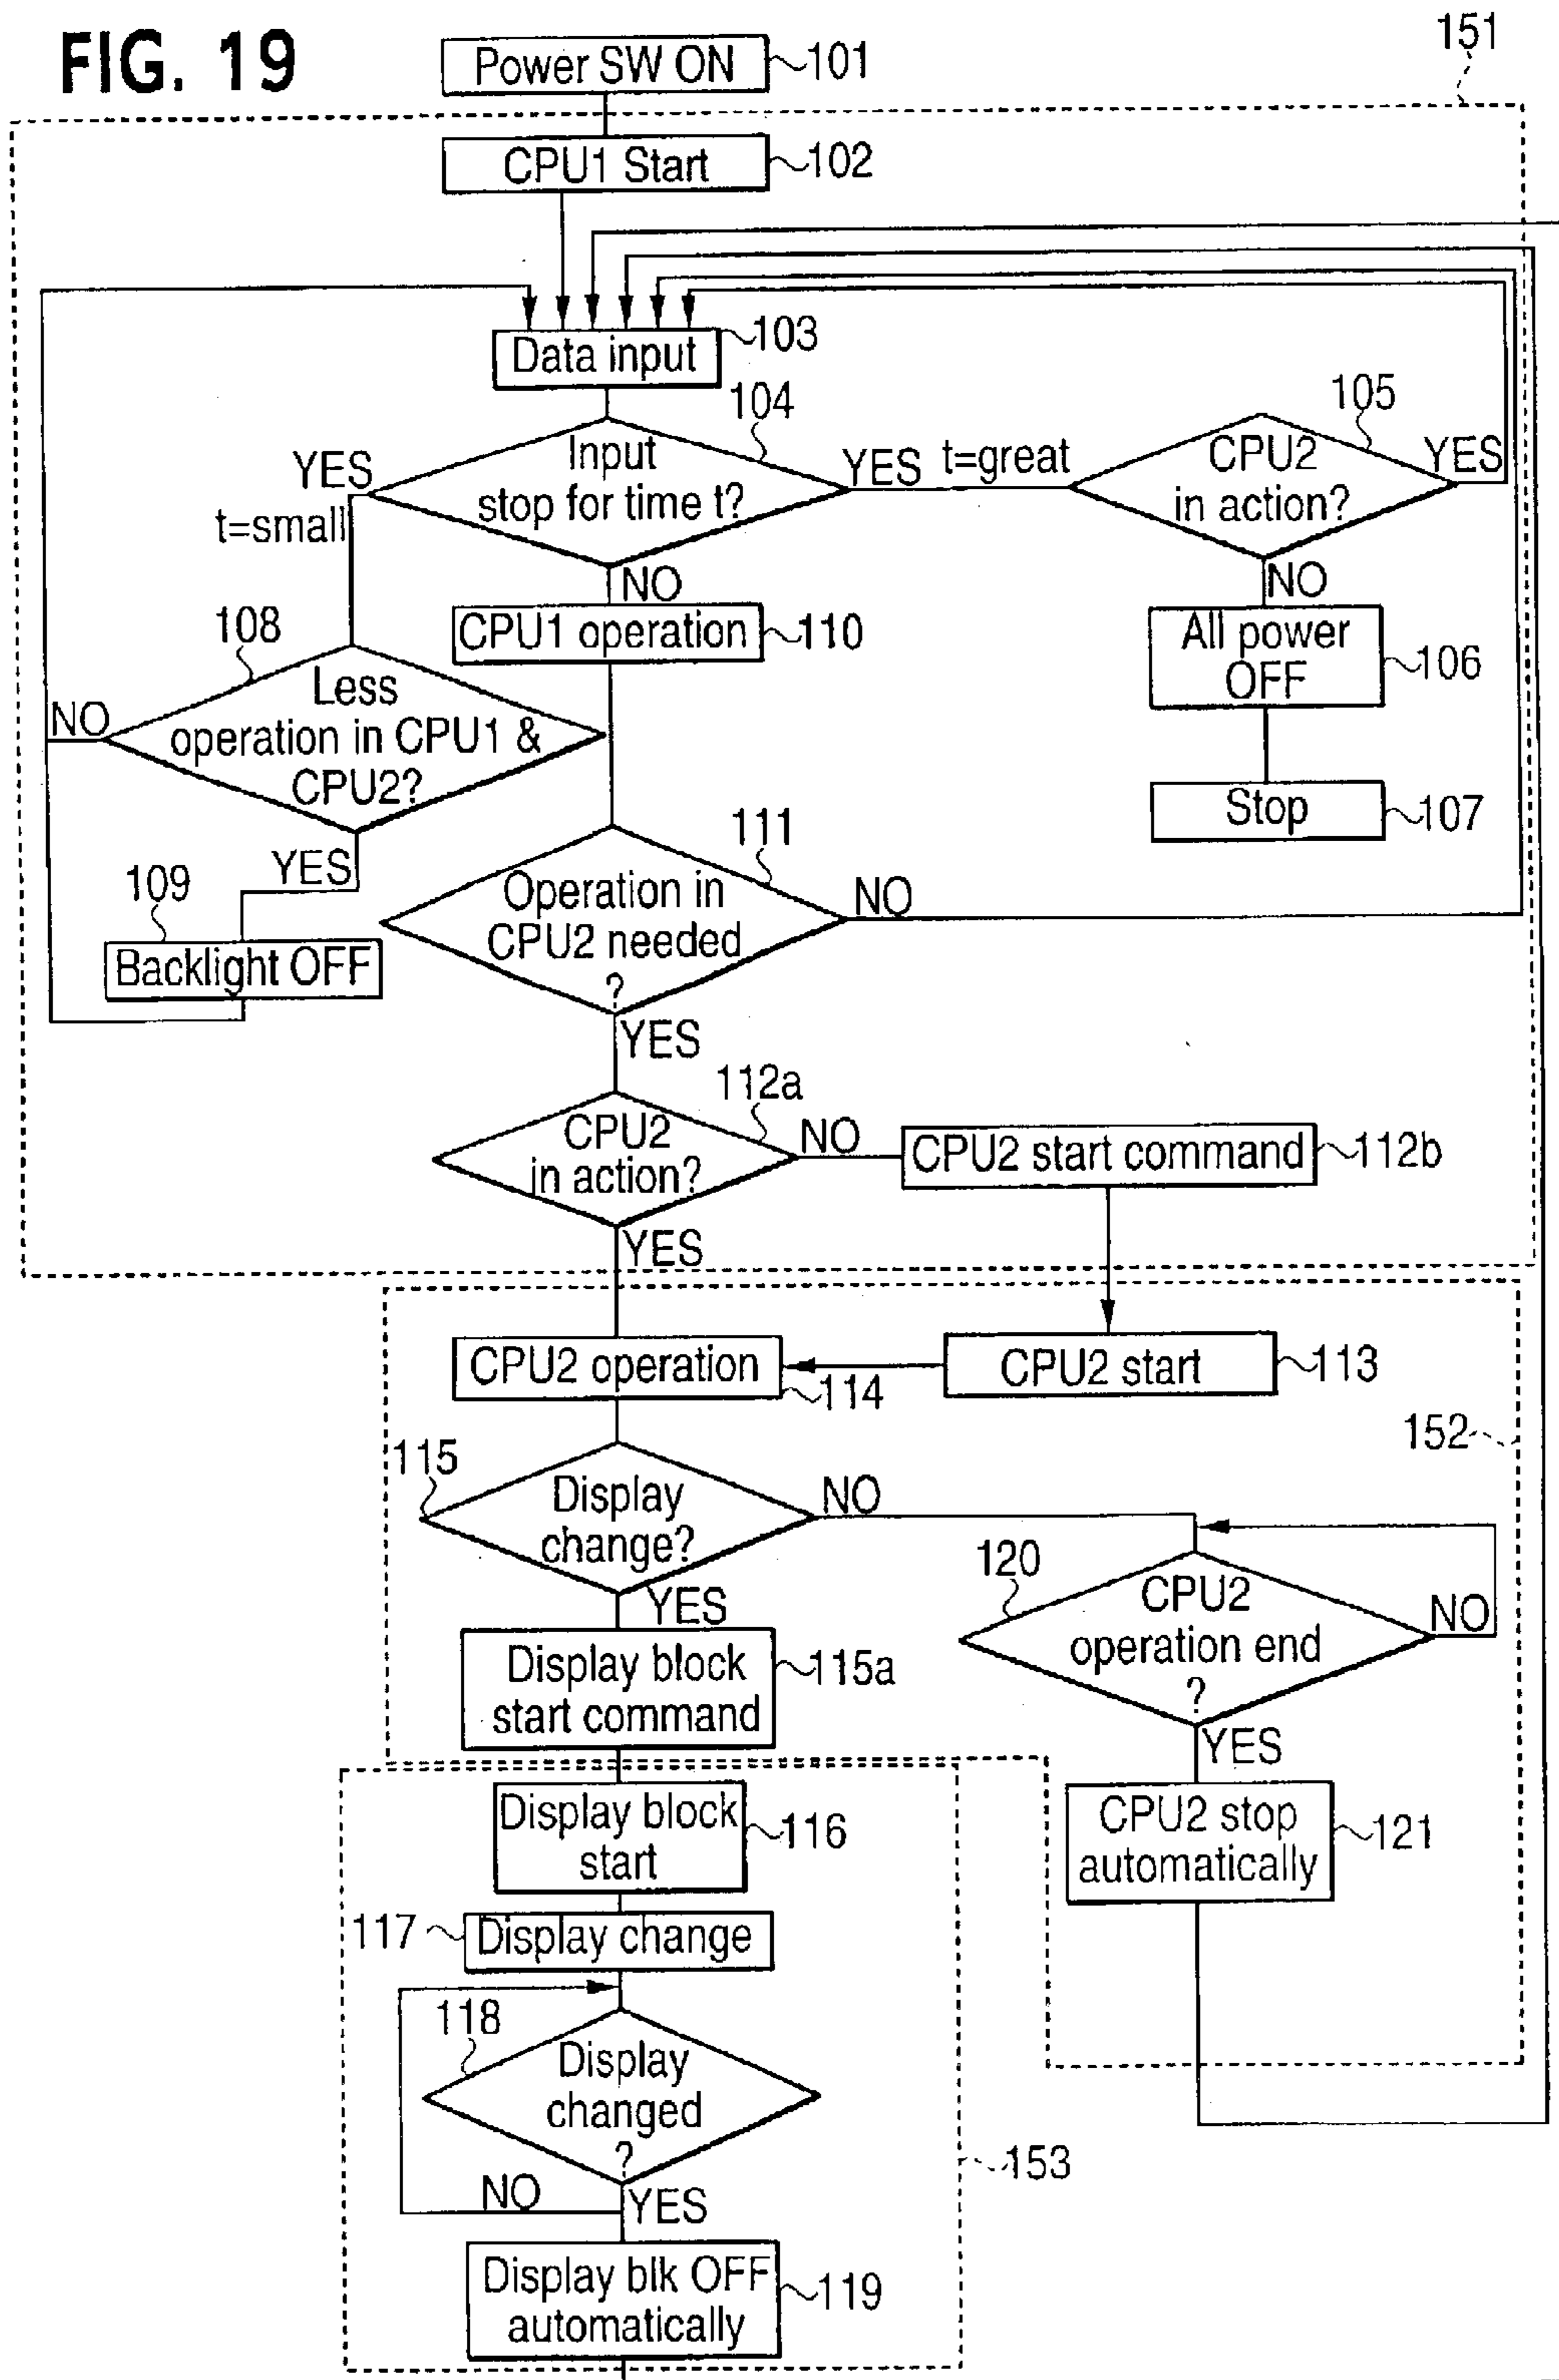 FIG. 19
151
Power SW ON
101
CPU1 Start
102
Data input
103
104
Input
stop for time t?
YES
t=small
YES t=great
105
CPU2
in action?
YES
NO
NO
CPU1 operation
110
All power
OFF
106
108
Less
operation in CPU1 &
CPU2?
NO
Stop
107
YES
109
Backlight OFF
111
Operation in
CPU2 needed
?
NO
YES
112a
CPU2
in action?
NO
CPU2 start command
112b
YES
CPU2 operation
114
CPU2 start
113
152
115
Display
change?
NO
YES
120
CPU2
operation end
?
NO
Display block
start command
115a
YES
Display block
start
116
CPU2 stop
automatically
121
117
Display change
118
Display
changed
?
153
NO
YES
Display blk OFF
automatically
119